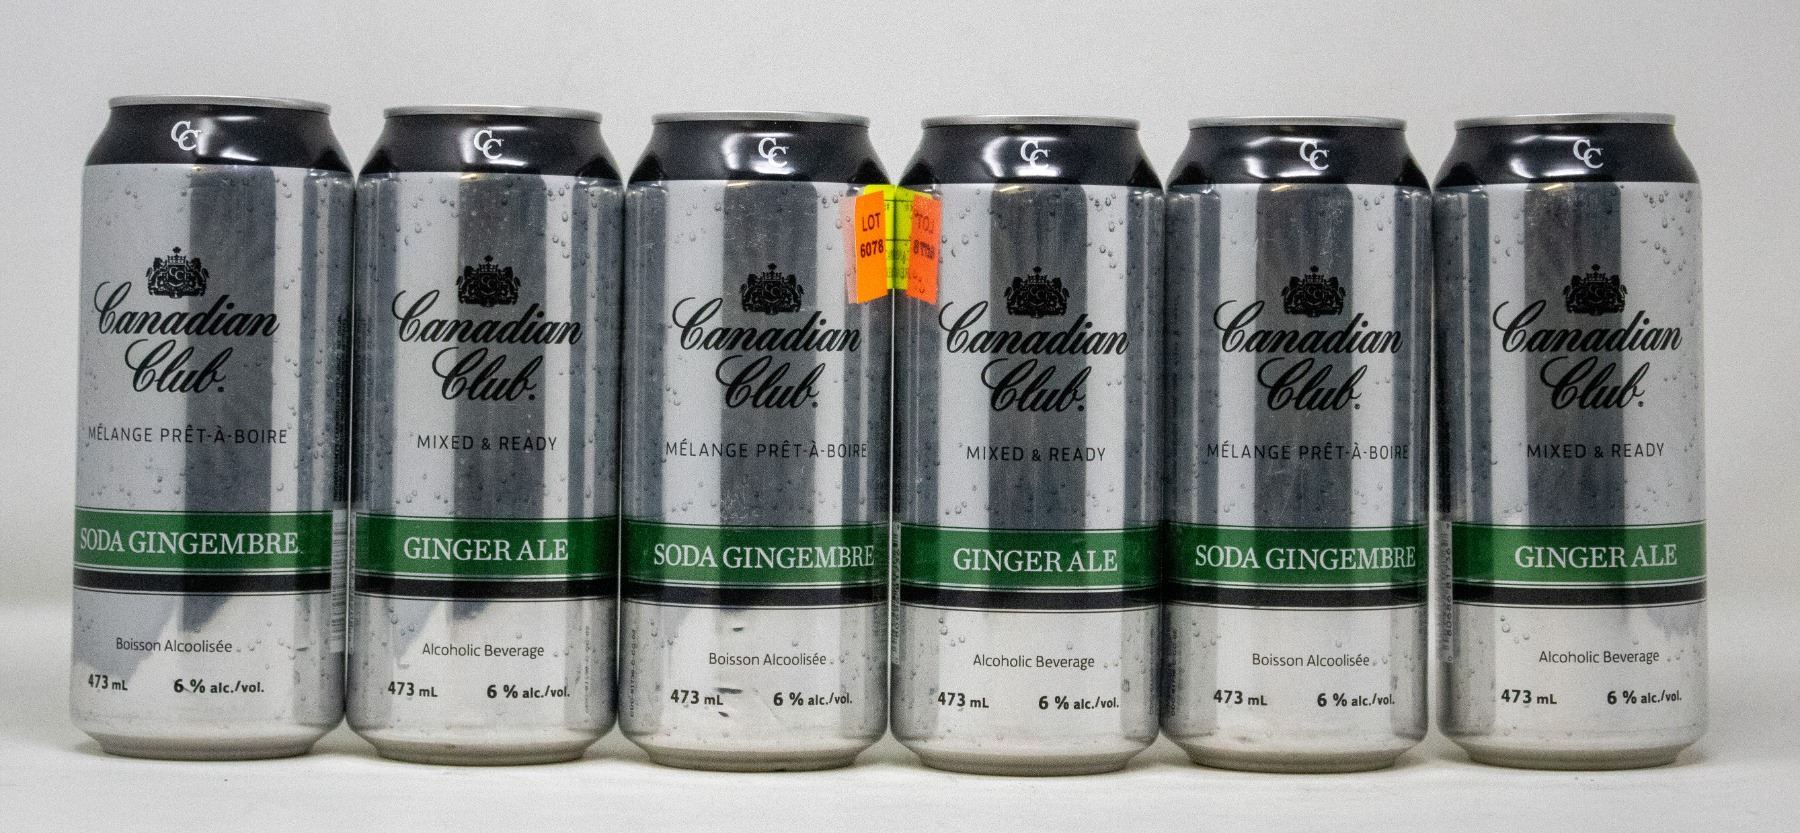 CC
Canadian
Club.
MÉLANGE PRÊT-À-BOIRE
SODA GINGEMBRE
Boisson Alcoolisée
473 mL 6 % alc./vol.
CC
Canadian
Club.
MIXED & READY
GINGER ALE
Alcoholic Beverage
473 mL 6 % alc./vol.
CC
Canadian
Club.
MÉLANGE PRÊT-À-BOIRE
SODA GINGEMBRE
Boisson Alcoolisée
473 mL 6 % alc./vol.
LOT
6078
CC
Canadian
Club.
MIXED & READY
GINGER ALE
Alcoholic Beverage
473 mL 6 % alc./vol.
CC
Canadian
Club.
MÉLANGE PRÊT-À-BOIRE
SODA GINGEMBRE
Boisson Alcoolisée
473 mL 6 % alc./vol.
CC
Canadian
Club.
MIXED & READY
GINGER ALE
Alcoholic Beverage
473 mL 6 % alc./vol.